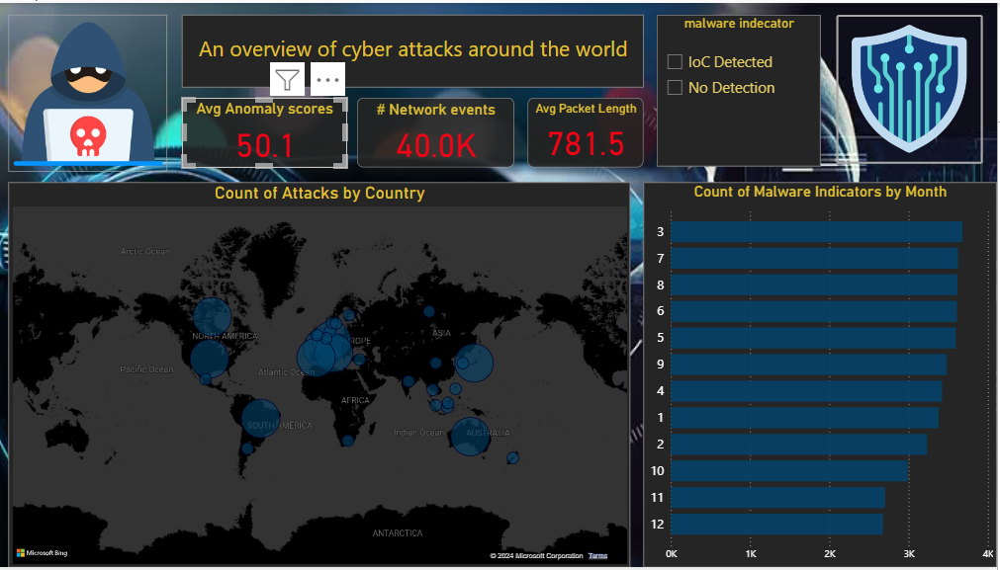 An overview of cyber attacks around the world
malware indecator
IoC Detected
No Detection
Avg Anomaly scores
50.1
# Network events
40.0K
Avg Packet Length
781.5
Count of Attacks by Country
Arctic Ocean
NORTH AMERICA
ASIA
ROPE
Pacific Ocean
Atlantic Ocean
AFRICA
SOUTH AMERICA
Indian Ocean
AUSTRALIA
ANTARCTICA
Microsoft Bing
© 2024 Microsoft Corporation Terms
Count of Malware Indicators by Month
3
7
8
6
5
9
4
1
2
10
11
12
0K 1K 2K 3K 4K